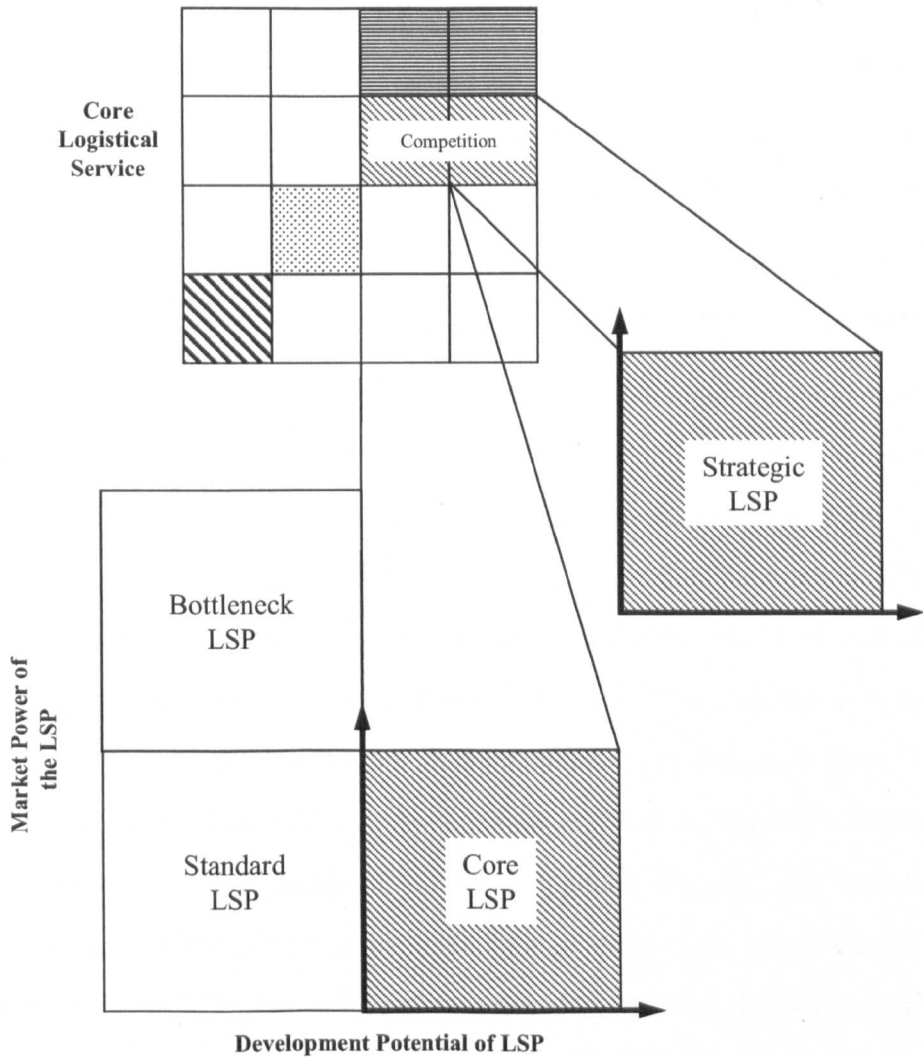 Core
Logistical
Service
Competition
Strategic
LSP
Bottleneck
LSP
Market Power of
the LSP
Standard
LSP
Core
LSP
Development Potential of LSP